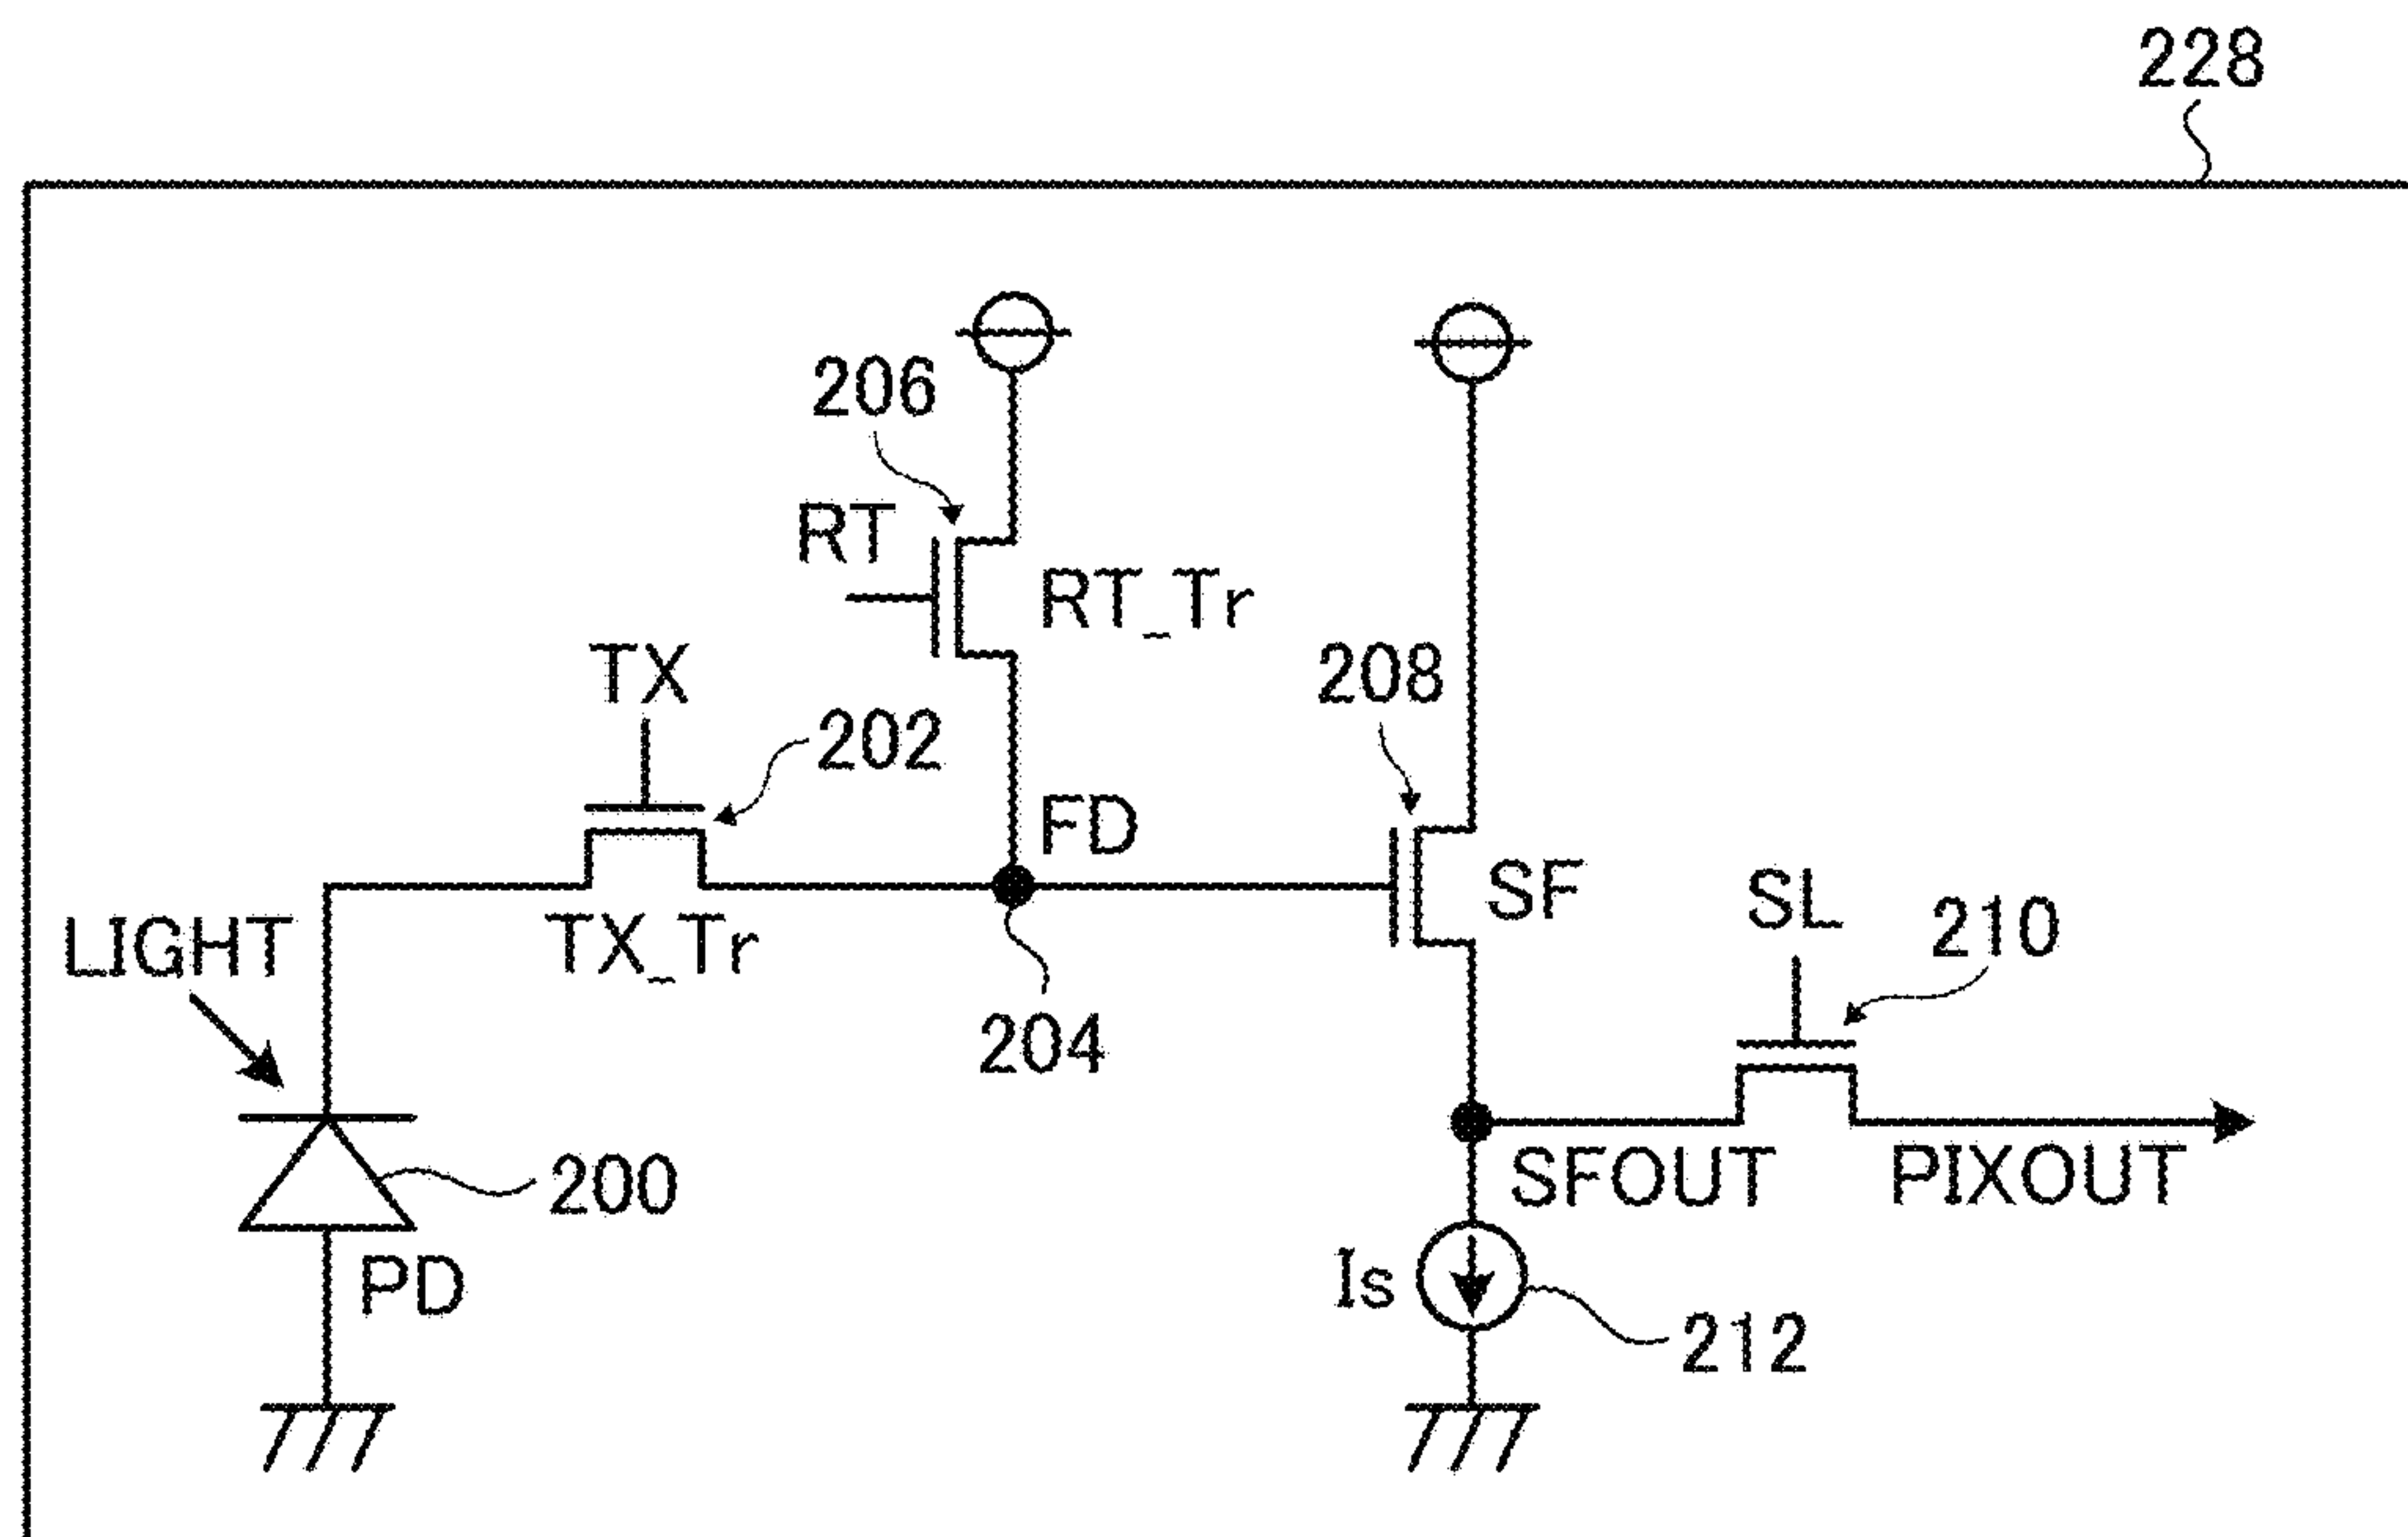 228
206
RT
RT_Tr
TX
202
208
FD
SF
SL
210
LIGHT
TX_Tr
204
200
SFOUT
PIXOUT
PD
Is
212